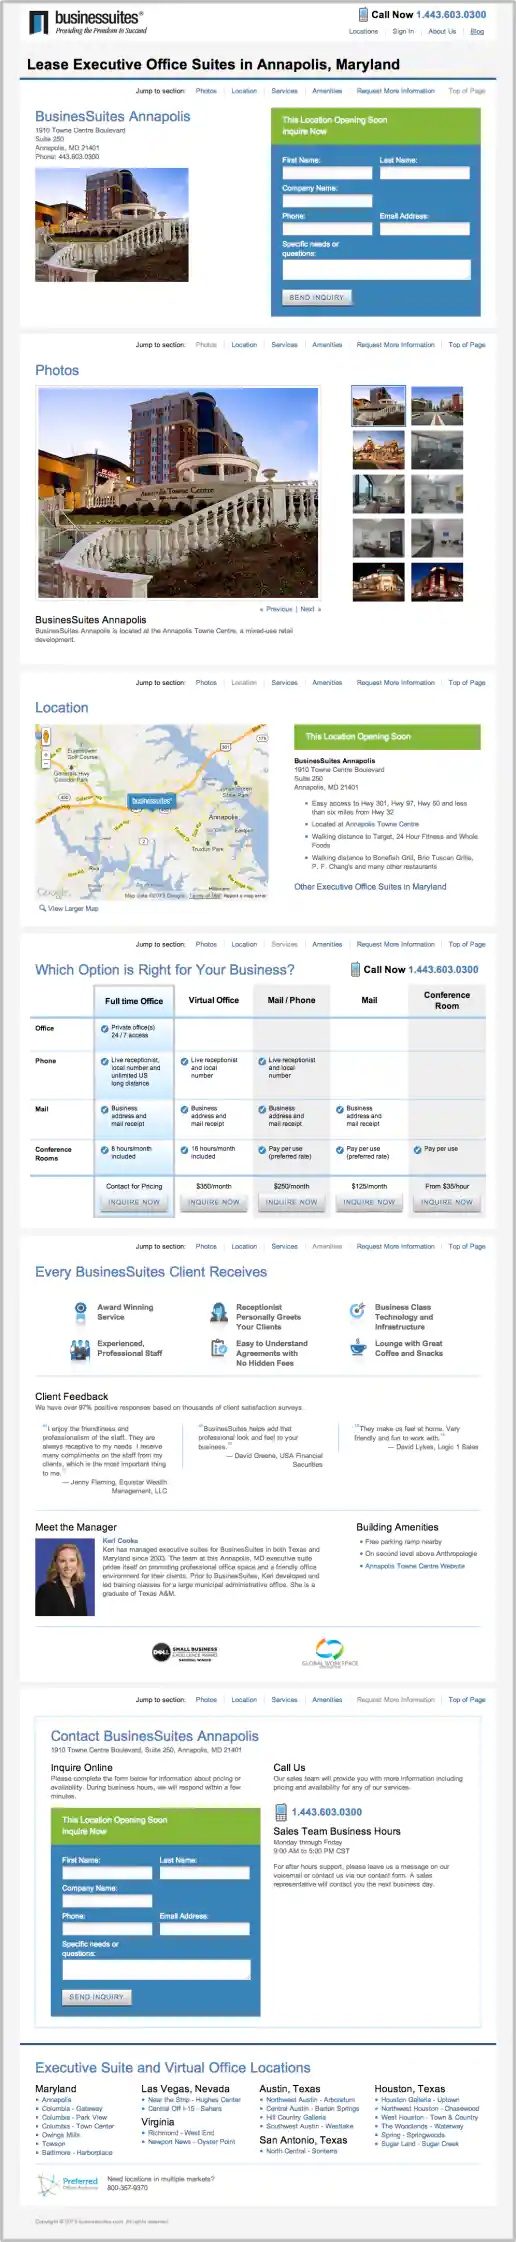 businessuites®
Providing the Freedom to Succeed
Call Now 1.443.603.0300
Locations | Sign In | About Us | Blog
Lease Executive Office Suites in Annapolis, Maryland
Jump to section: Photos | Location | Services | Amenities | Request More Information | Top of Page
BusinesSuites Annapolis
1910 Towne Centre Boulevard
Suite 250
Annapolis, MD 21401
Phone: 443.603.0300
This Location Opening Soon
Inquire Now
First Name:
Last Name:
Company Name:
Phone:
Email Address:
Specific needs or
questions:
SEND INQUIRY
Jump to section: Photos | Location | Services | Amenities | Request More Information | Top of Page
Photos
Annapolis Towne Centre
« Previous | Next »
BusinesSuites Annapolis
BusinesSuites Annapolis is located at the Annapolis Towne Centre, a mixed-use retail
development.
Jump to section: Photos | Location | Services | Amenities | Request More Information | Top of Page
Location
businessuites®
Annapolis
Truxtun Park
Google
View Larger Map
This Location Opening Soon
BusinesSuites Annapolis
1910 Towne Centre Boulevard
Suite 250
Annapolis, MD 21401
Easy access to Hwy 301, Hwy 97, Hwy 50 and less
than six miles from Hwy 32
Located at Annapolis Towne Centre
Walking distance to Target, 24 Hour Fitness and Whole
Foods
Walking distance to Bonefish Grill, Brio Tuscan Grille,
P. F. Chang's and many other restaurants
Other Executive Office Suites in Maryland
Jump to section: Photos | Location | Services | Amenities | Request More Information | Top of Page
Which Option is Right for Your Business?
Call Now 1.443.603.0300
Full time Office
Virtual Office
Mail / Phone
Mail
Conference
Room
Office
Private office(s)
24 / 7 access
Phone
Live receptionist,
local number and
unlimited US
long distance
Live receptionist
and local
number
Live receptionist
and local
number
Mail
Business
address and
mail receipt
Business
address and
mail receipt
Business
address and
mail receipt
Business
address and
mail receipt
Conference
Rooms
8 hours/month
included
16 hours/month
included
Pay per use
(preferred rate)
Pay per use
(preferred rate)
Pay per use
Contact for Pricing
$350/month
$250/month
$125/month
From $35/hour
INQUIRE NOW
INQUIRE NOW
INQUIRE NOW
INQUIRE NOW
INQUIRE NOW
Jump to section: Photos | Location | Services | Amenities | Request More Information | Top of Page
Every BusinesSuites Client Receives
Award Winning
Service
Receptionist
Personally Greets
Your Clients
Business Class
Technology and
Infrastructure
Experienced,
Professional Staff
Easy to Understand
Agreements with
No Hidden Fees
Lounge with Great
Coffee and Snacks
Client Feedback
We have over 97% positive responses based on thousands of client satisfaction surveys.
"I enjoy the friendliness and
professionalism of the staff. They are
always receptive to my needs. I receive
many compliments on the staff from my
clients, which is the most important thing
to me."
— Jenny Fleming, Equistar Wealth
Management, LLC
"BusinesSuites helps add that
professional look and feel to your
business."
— David Greene, USA Financial
Securities
"They make us feel at home. Very
friendly and fun to work with."
— David Lykes, Logic 1 Sales
Meet the Manager
Keri Cooke
Keri has managed executive suites for BusinesSuites in both Texas and
Maryland since 2003. The team at this Annapolis, MD executive suite
prides itself on promoting professional office space and a friendly office
environment for their clients. Prior to BusinesSuites, Keri developed and
led training classes for a large municipal administrative office. She is a
graduate of Texas A&M.
Building Amenities
Free parking ramp nearby
On second level above Anthropologie
Annapolis Towne Centre Website
DELL
SMALL BUSINESS
EXCELLENCE AWARD
NATIONAL WINNER
GLOBAL WORKSPACE
Jump to section: Photos | Location | Services | Amenities | Request More Information | Top of Page
Contact BusinesSuites Annapolis
1910 Towne Centre Boulevard, Suite 250, Annapolis, MD 21401
Inquire Online
Please complete the form below for information about pricing or
availability. During business hours, we will respond within a few
minutes.
This Location Opening Soon
Inquire Now
First Name:
Last Name:
Company Name:
Phone:
Email Address:
Specific needs or
questions:
SEND INQUIRY
Call Us
Our sales team will provide you with more information including
pricing and availability for any of our services.
1.443.603.0300
Sales Team Business Hours
Monday through Friday
9:00 AM to 5:00 PM CST
For after hours support, please leave us a message on our
voicemail or contact us via our contact form. A sales
representative will contact you the next business day.
Executive Suite and Virtual Office Locations
Maryland
Annapolis
Columbia - Gateway
Columbia - Park View
Columbia - Town Center
Owings Mills
Towson
Baltimore - Harborplace
Las Vegas, Nevada
Near the Strip - Hughes Center
Central Off I-15 - Sahara
Virginia
Richmond - West End
Newport News - Oyster Point
Austin, Texas
Northwest Austin - Arboretum
Central Austin - Barton Springs
Hill Country Galleria
Southwest Austin - Westlake
San Antonio, Texas
North Central - Sonterra
Houston, Texas
Houston Galleria - Uptown
Northwest Houston - Chasewood
West Houston - Town & Country
The Woodlands - Waterway
Spring - Springwoods
Sugar Land - Sugar Creek
Preferred
Office Network
Need locations in multiple markets?
800-357-9370
Copyright © 2013 businessuites.com. All rights reserved.